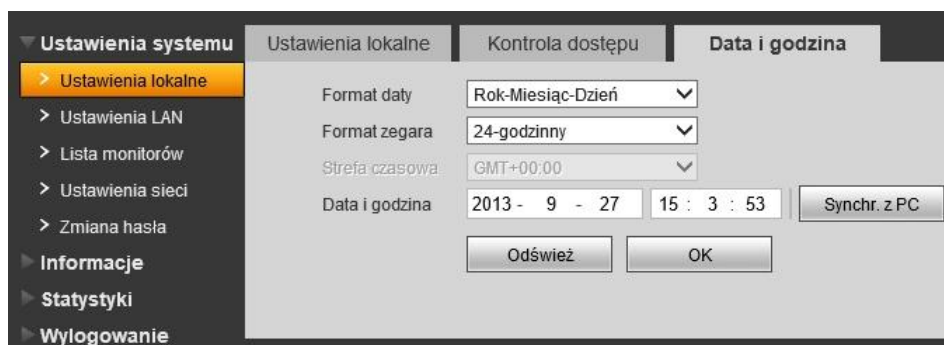 Ustawienia systemu
Ustawienia lokalne
Ustawienia LAN
Lista monitorów
Ustawienia sieci
Zmiana hasła
Informacje
Statystyki
Wylogowanie
Ustawienia lokalne Kontrola dostępu Data i godzina
Format daty Rok-Miesiąc-Dzień
Format zegara 24-godzinny
Strefa czasowa GMT+00:00
Data i godzina 2013 - 9 - 27 15 : 3 : 53 Synchr. z PC
Odśwież OK